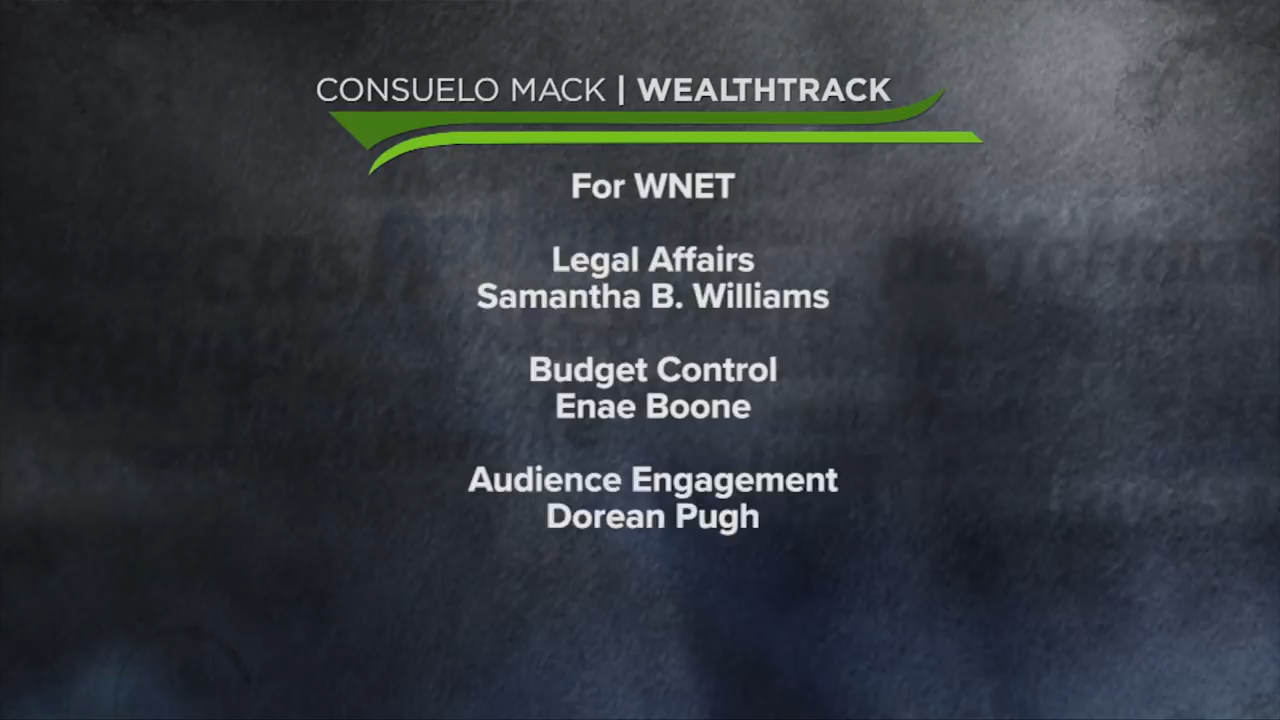 CONSUELO MACK | WEALTHTRACK
For WNET
Legal Affairs
Samantha B. Williams
Budget Control
Enae Boone
Audience Engagement
Dorean Pugh